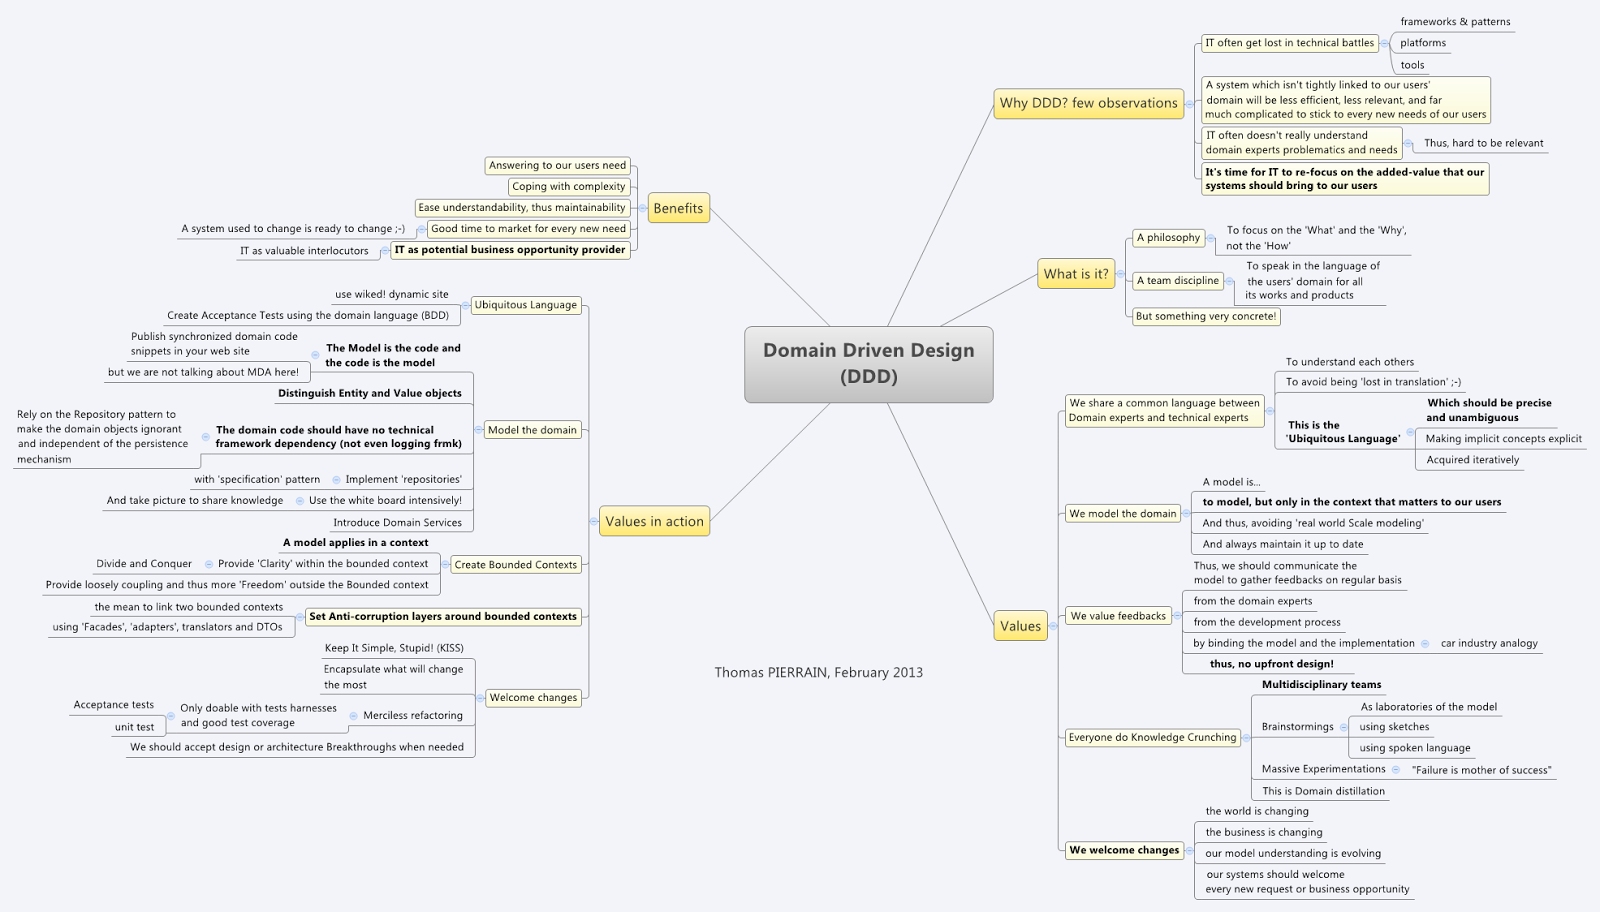 Domain Driven Design
(DDD)
Why DDD? few observations
IT often get lost in technical battles
frameworks & patterns
platforms
tools
A system which isn't tightly linked to our users'
domain will be less efficient, less relevant, and far
much complicated to stick to every new needs of our users
IT often doesn't really understand
domain experts problematics and needs
Thus, hard to be relevant
It's time for IT to re-focus on the added-value that our
systems should bring to our users
What is it?
A philosophy
To focus on the 'What' and the 'Why',
not the 'How'
A team discipline
To speak in the language of
the users' domain for all
its works and products
But something very concrete!
Values
We share a common language between
Domain experts and technical experts
To understand each others
To avoid being 'lost in translation' ;-)
This is the
'Ubiquitous Language'
Which should be precise
and unambiguous
Making implicit concepts explicit
Acquired iteratively
We model the domain
A model is...
to model, but only in the context that matters to our users
And thus, avoiding 'real world Scale modeling'
And always maintain it up to date
We value feedbacks
Thus, we should communicate the
model to gather feedbacks on regular basis
from the domain experts
from the development process
by binding the model and the implementation
car industry analogy
thus, no upfront design!
Everyone do Knowledge Crunching
Multidisciplinary teams
Brainstormings
As laboratories of the model
using sketches
using spoken language
Massive Experimentations
"Failure is mother of success"
This is Domain distillation
We welcome changes
the world is changing
the business is changing
our model understanding is evolving
our systems should welcome
every new request or business opportunity
Benefits
Answering to our users need
Coping with complexity
Ease understandability, thus maintainability
Good time to market for every new need
A system used to change is ready to change ;-)
IT as potential business opportunity provider
IT as valuable interlocutors
Values in action
Ubiquitous Language
use wiked! dynamic site
Create Acceptance Tests using the domain language (BDD)
Model the domain
The Model is the code and
the code is the model
Publish synchronized domain code
snippets in your web site
but we are not talking about MDA here!
Distinguish Entity and Value objects
The domain code should have no technical
framework dependency (not even logging frmk)
Rely on the Repository pattern to
make the domain objects ignorant
and independent of the persistence
mechanism
Implement 'repositories'
with 'specification' pattern
Use the white board intensively!
And take picture to share knowledge
Introduce Domain Services
Create Bounded Contexts
A model applies in a context
Provide 'Clarity' within the bounded context
Divide and Conquer
Provide loosely coupling and thus more 'Freedom' outside the Bounded context
Set Anti-corruption layers around bounded contexts
the mean to link two bounded contexts
using 'Facades', 'adapters', translators and DTOs
Welcome changes
Keep It Simple, Stupid! (KISS)
Encapsulate what will change
the most
Merciless refactoring
Only doable with tests harnesses
and good test coverage
Acceptance tests
unit test
We should accept design or architecture Breakthroughs when needed
Thomas PIERRAIN, February 2013